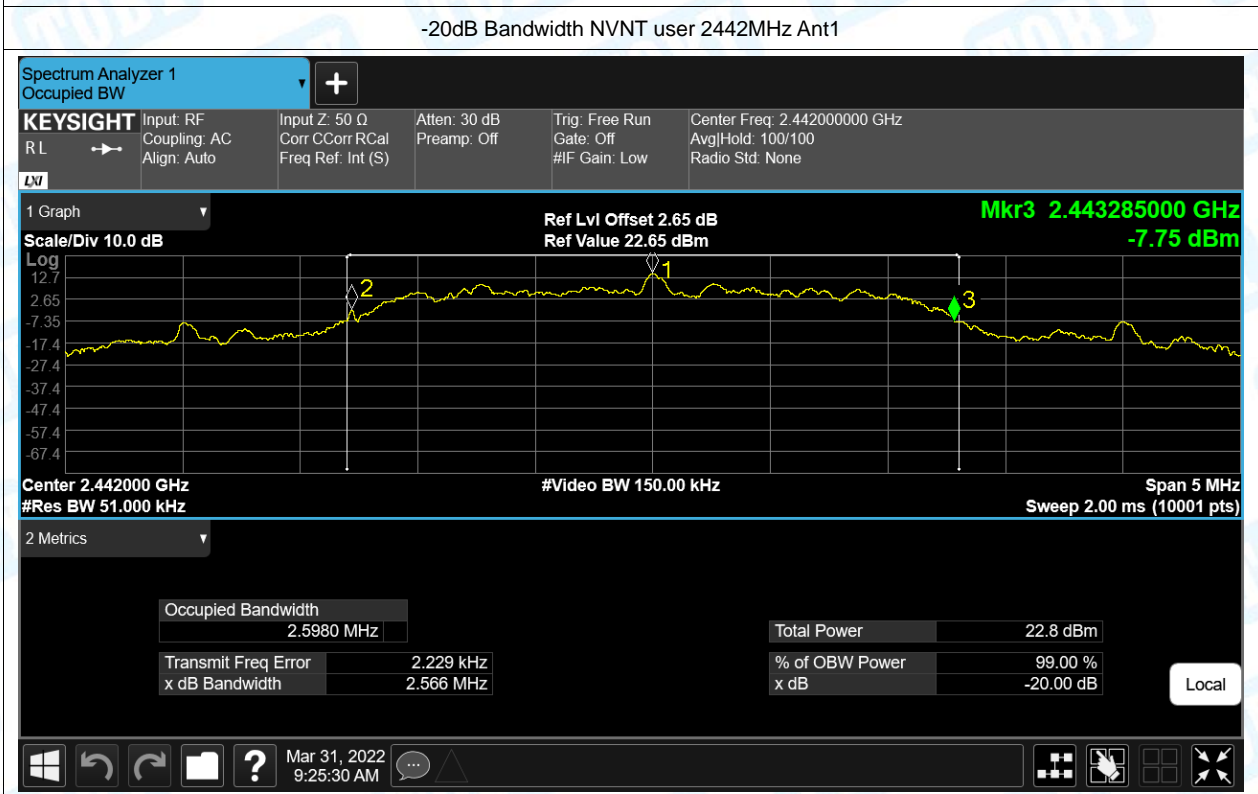 -20dB Bandwidth NVNT user 2442MHz Ant1
Spectrum Analyzer 1
Occupied BW
KEYSIGHT
R L
LXI
Input: RF
Coupling: AC
Align: Auto
Input Z: 50 Ω
Corr CCorr RCal
Freq Ref: Int (S)
Atten: 30 dB
Preamp: Off
Trig: Free Run
Gate: Off
#IF Gain: Low
Center Freq: 2.442000000 GHz
Avg|Hold: 100/100
Radio Std: None
1 Graph
Scale/Div 10.0 dB
Ref Lvl Offset 2.65 dB
Ref Value 22.65 dBm
Mkr3 2.443285000 GHz
-7.75 dBm
Log
12.7
2.65
-7.35
-17.4
-27.4
-37.4
-47.4
-57.4
-67.4
1
2
3
Center 2.442000 GHz
#Video BW 150.00 kHz
Span 5 MHz
#Res BW 51.000 kHz
Sweep 2.00 ms (10001 pts)
2 Metrics
Occupied Bandwidth
2.5980 MHz
Total Power 22.8 dBm
Transmit Freq Error 2.229 kHz
% of OBW Power 99.00 %
x dB Bandwidth 2.566 MHz
x dB -20.00 dB
Local
?
Mar 31, 2022
9:25:30 AM